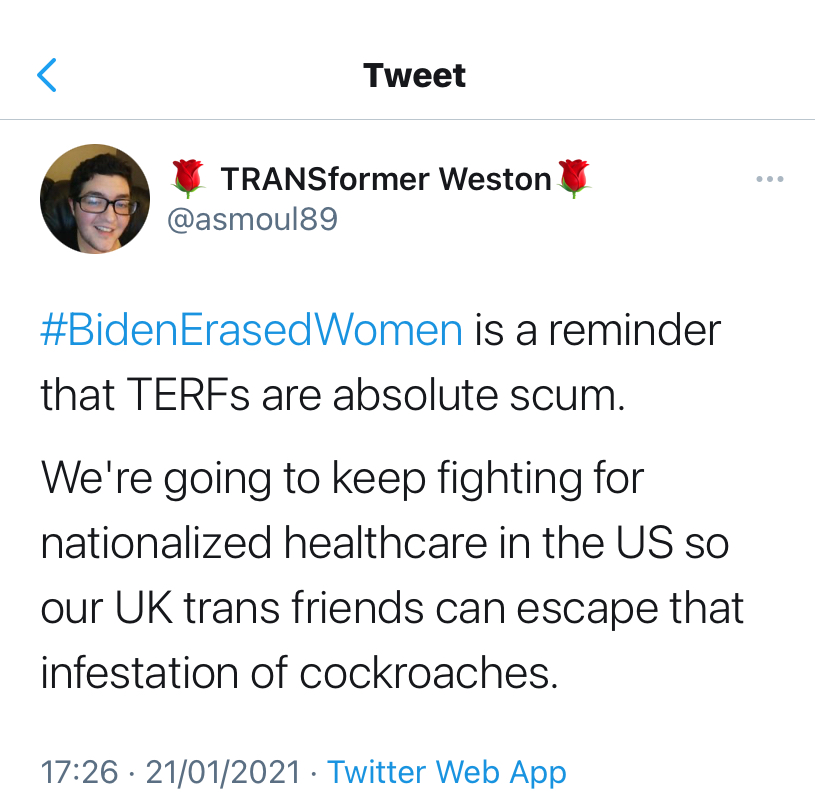 Tweet
🌹 TRANSformer Weston🌹
@asmoul89
#BidenErasedWomen is a reminder
that TERFs are absolute scum.
We're going to keep fighting for
nationalized healthcare in the US so
our UK trans friends can escape that
infestation of cockroaches.
17:26 · 21/01/2021 · Twitter Web App